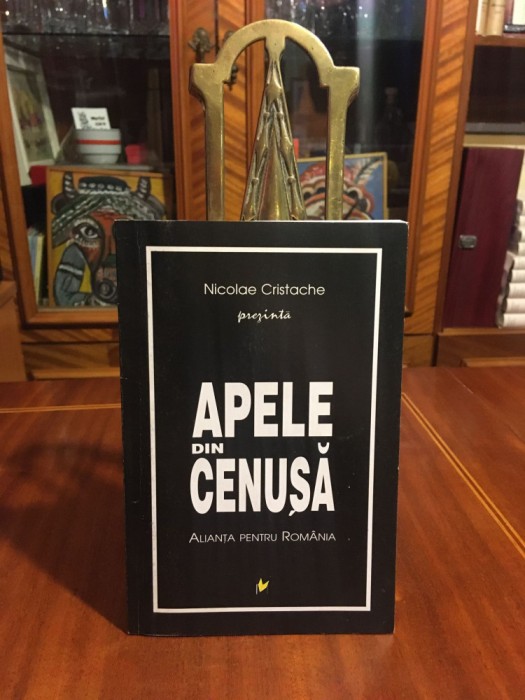 Nicolae Cristache
prezintă
APELE
DIN
CENUȘĂ
ALIANȚA PENTRU ROMÂNIA